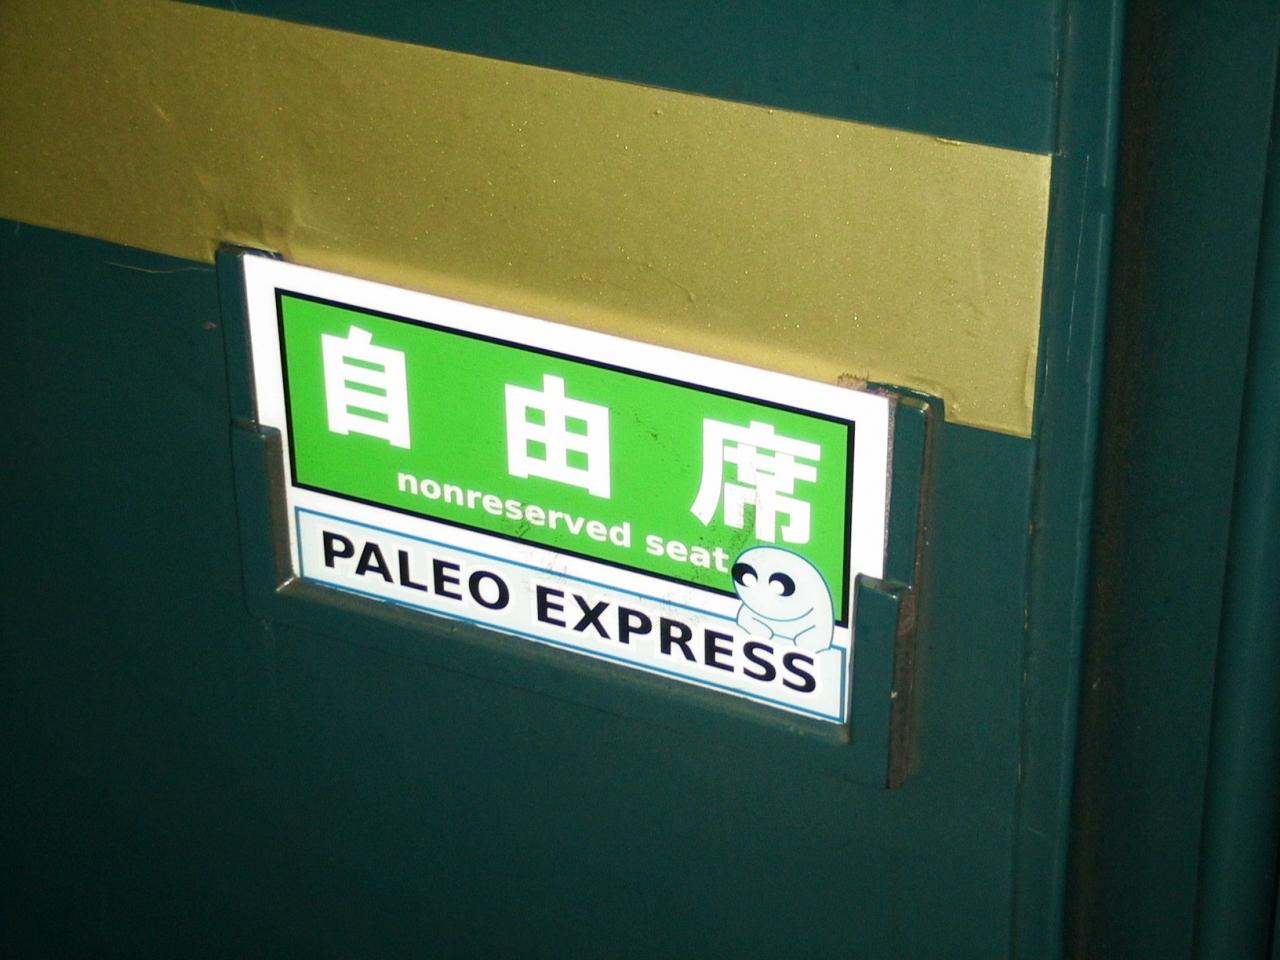 自由席
nonreserved seat
PALEO EXPRESS